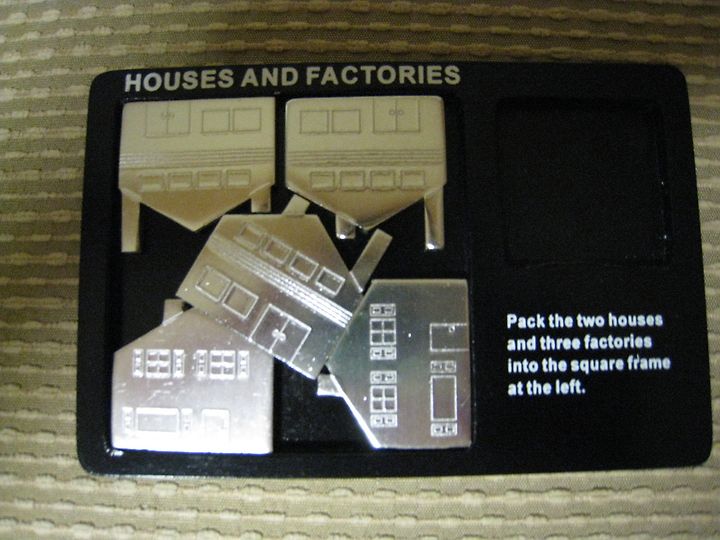 HOUSES AND FACTORIES
Pack the two houses
and three factories
into the square frame
at the left.